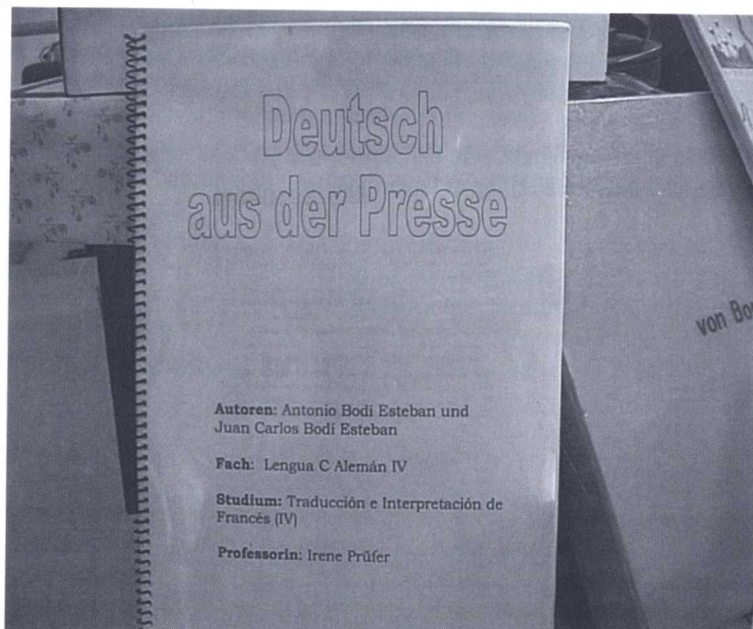 Deutsch
aus der Presse
von
Autoren: Antonio Bodí Esteban und
Juan Carlos Bodí Esteban
Fach: Lengua C Alemán IV
Studium: Traducción e Interpretación de
Francés (IV)
Professorin: Irene Prüfer